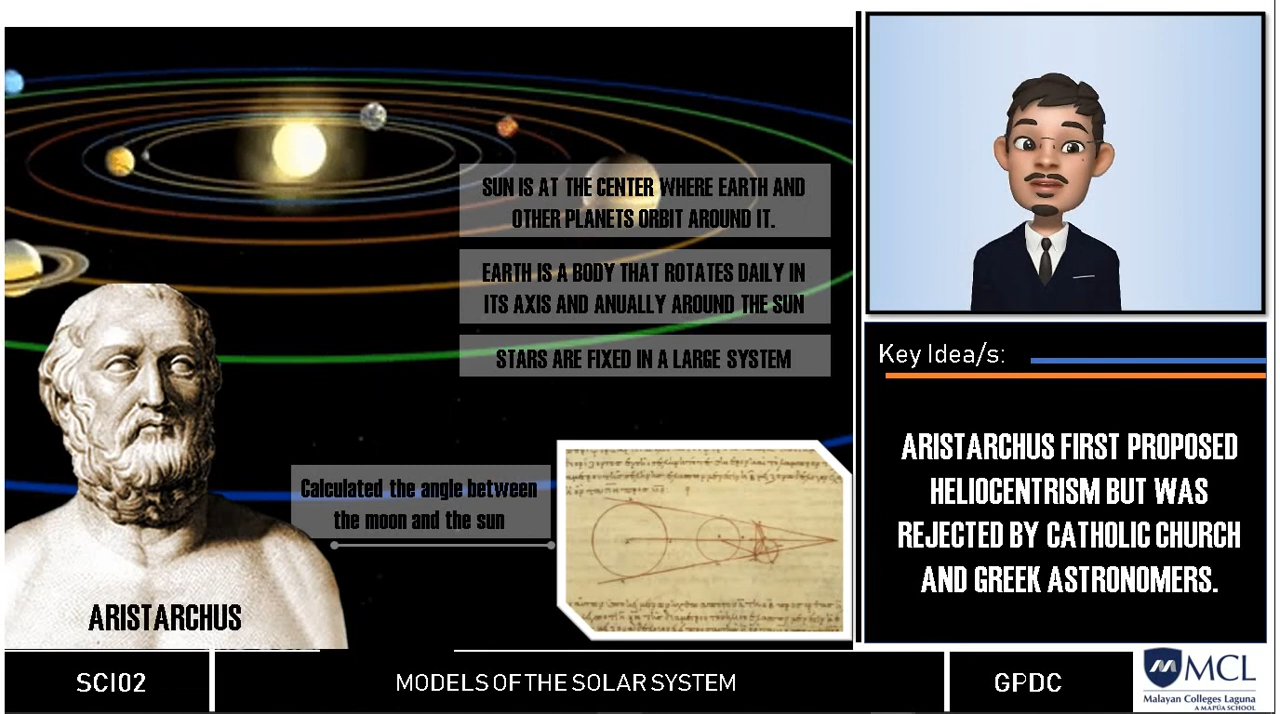 SUN IS AT THE CENTER WHERE EARTH AND
OTHER PLANETS ORBIT AROUND IT.
EARTH IS A BODY THAT ROTATES DAILY IN
ITS AXIS AND ANUALLY AROUND THE SUN
STARS ARE FIXED IN A LARGE SYSTEM
Calculated the angle between
the moon and the sun
ARISTARCHUS
Key Idea/s:
ARISTARCHUS FIRST PROPOSED
HELIOCENTRISM BUT WAS
REJECTED BY CATHOLIC CHURCH
AND GREEK ASTRONOMERS.
SCI02
MODELS OF THE SOLAR SYSTEM
GPDC
MCL
Malayan Colleges Laguna
A MAPÚA SCHOOL